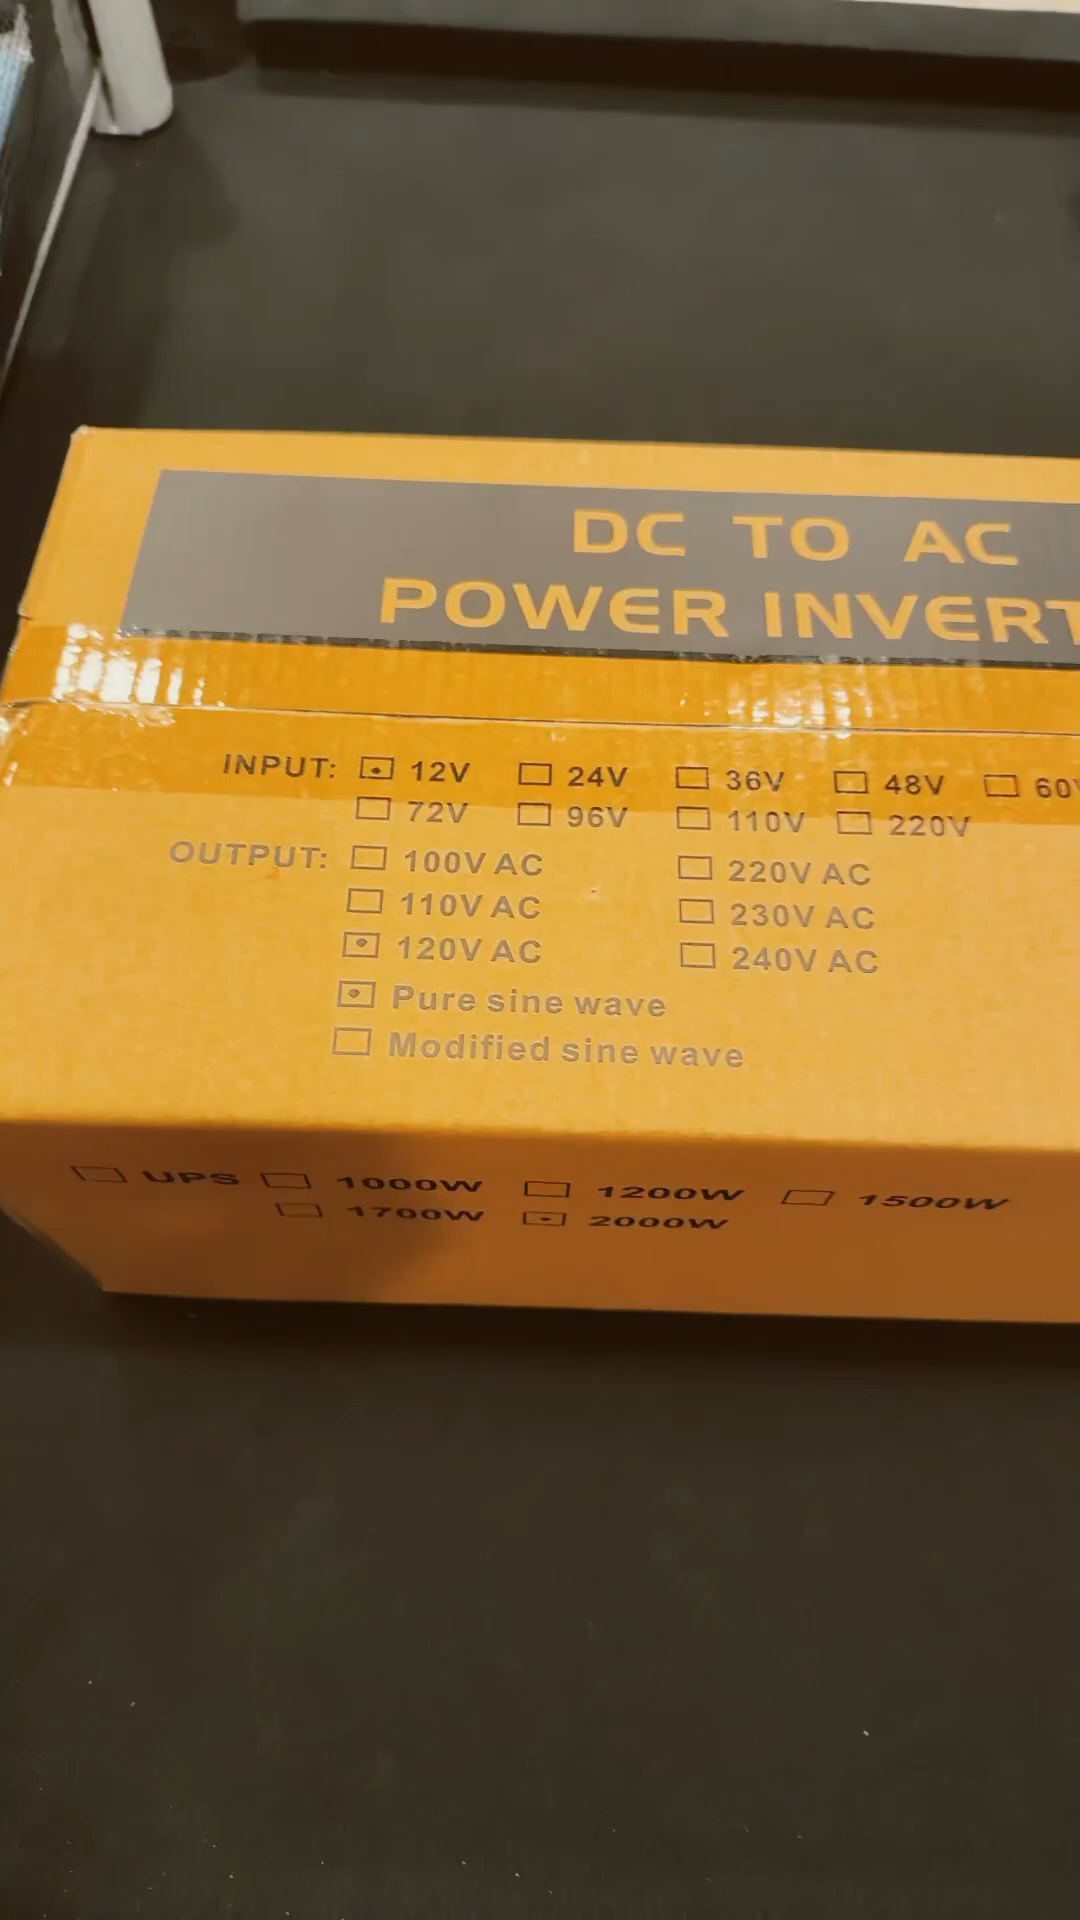 DC TO AC
POWER INVERT
INPUT: 12V 24V 36V 48V 60V
72V 96V 110V 220V
OUTPUT: 100V AC 220V AC
110V AC 230V AC
120V AC 240V AC
Pure sine wave
Modified sine wave
UPS 1000W 1200W 1500W
1700W 2000W